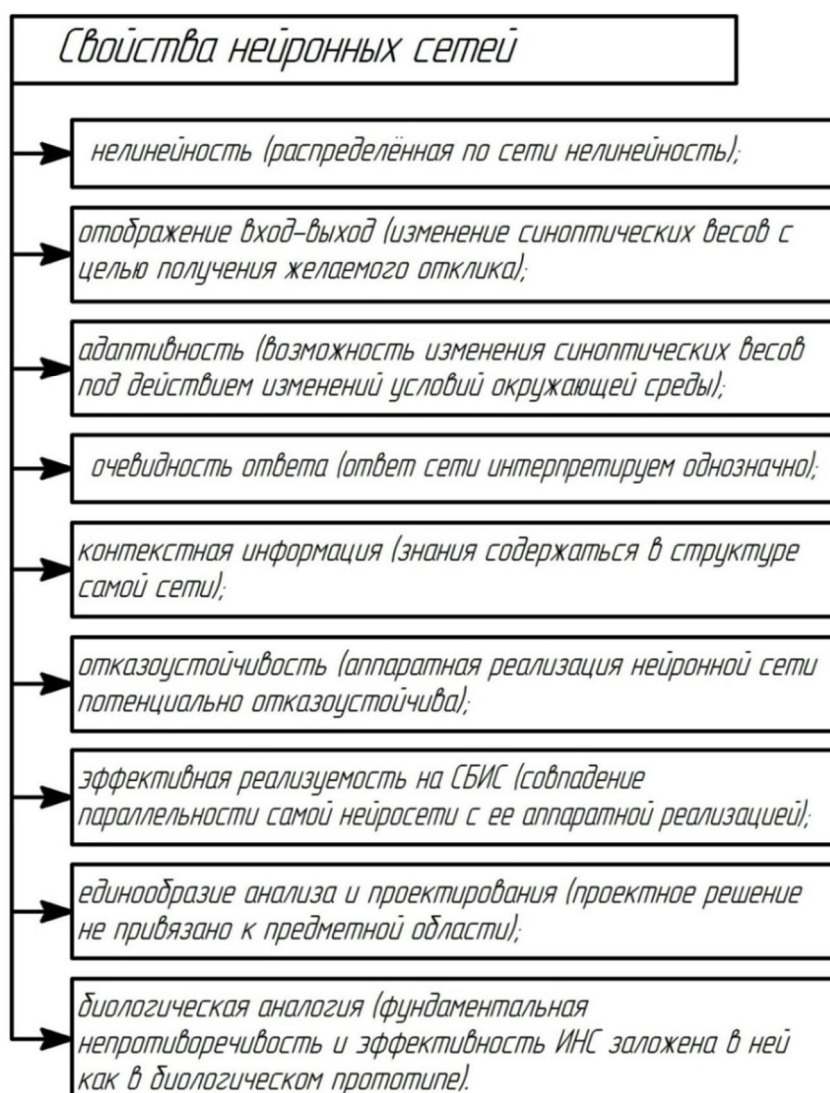 Свойства нейронных сетей
нелинейность (распределённая по сети нелинейность);
отображение вход–выход (изменение синоптических весов с
целью получения желаемого отклика);
адаптивность (возможность изменения синоптических весов
под действием изменений условий окружающей среды);
очевидность ответа (ответ сети интерпретируем однозначно);
контекстная информация (знания содержаться в структуре
самой сети);
отказоустойчивость (аппаратная реализация нейронной сети
потенциально отказоустойчива);
эффективная реализуемость на СБИС (совпадение
параллельности самой нейросети с ее аппаратной реализацией);
единообразие анализа и проектирования (проектное решение
не привязано к предметной области);
биологическая аналогия (фундаментальная
непротиворечивость и эффективность ИНС заложена в ней
как в биологическом прототипе).